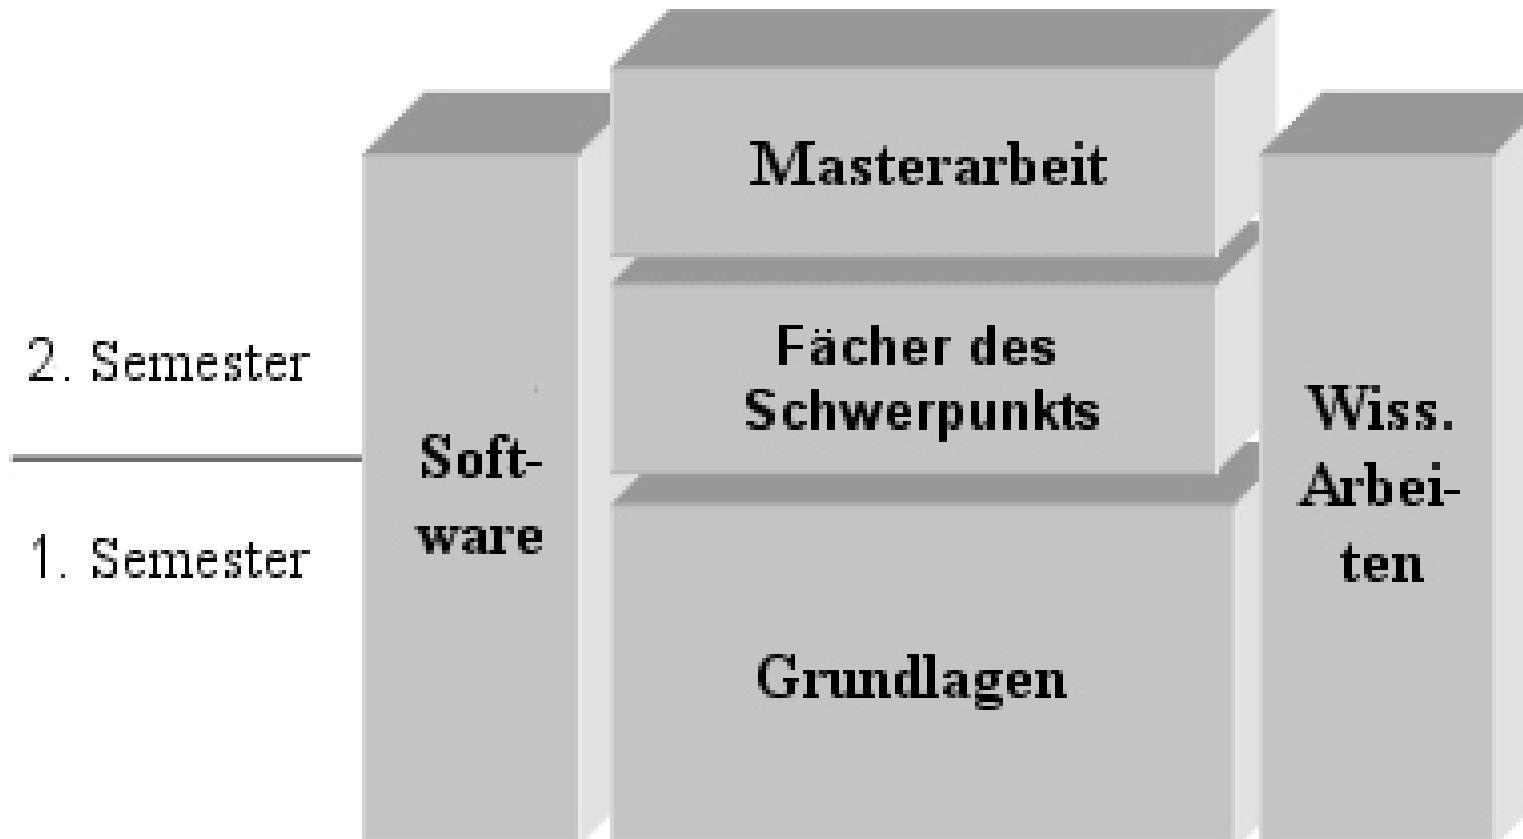 Masterarbeit
Fächer des
Schwerpunkts
Grundlagen
2. Semester
1. Semester
Soft-
ware
Wiss.
Arbei-
ten